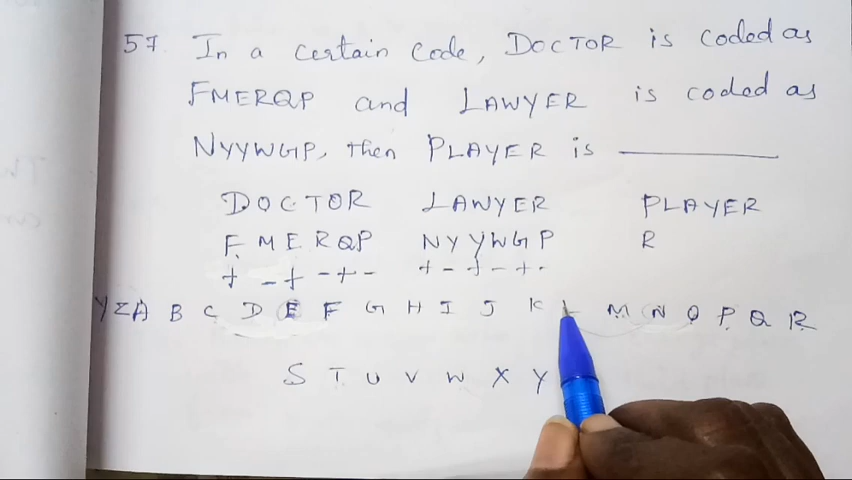 57. In a certain code, DOCTOR is coded as
FMERQP and LAWYER is coded as
NYYWGP, then PLAYER is ________
DOCTOR LAWYER PLAYER
FMERQP NYYWGP R
+ - + - + - + - + - + -
Y Z A B C D E F G H I J K L M N O P Q R
S T U V W X Y